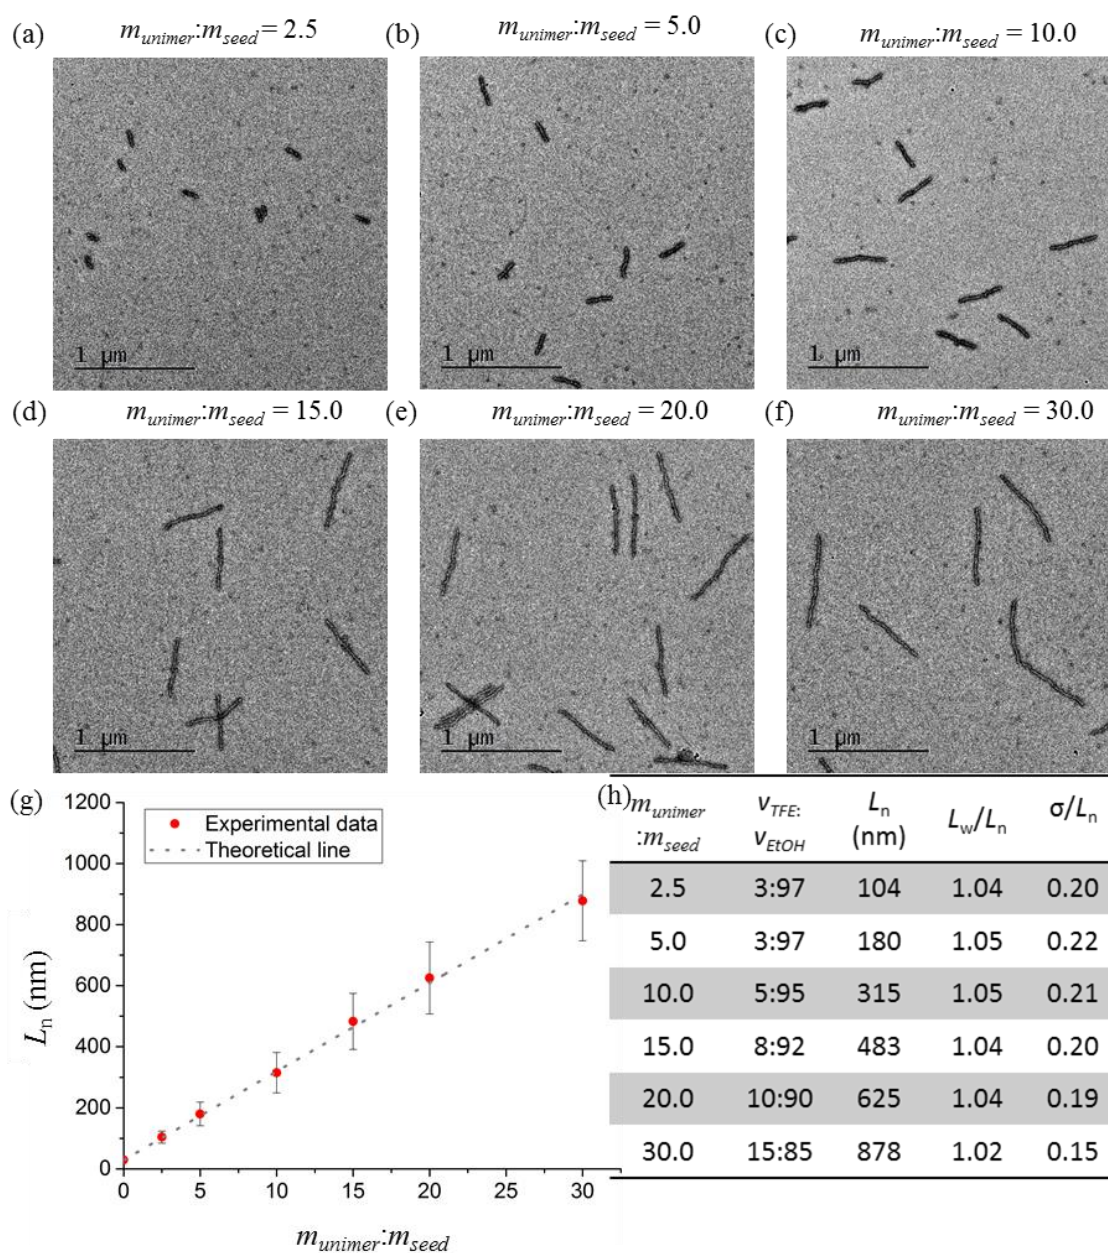 (a) m_unimer:m_seed = 2.5
(b) m_unimer:m_seed = 5.0
(c) m_unimer:m_seed = 10.0
1 μm
1 μm
1 μm
(d) m_unimer:m_seed = 15.0
(e) m_unimer:m_seed = 20.0
(f) m_unimer:m_seed = 30.0
1 μm
1 μm
1 μm
(g)
1200
1000
800
600
400
200
0
L_n (nm)
Experimental data
Theoretical line
0 5 10 15 20 25 30
m_unimer:m_seed
(h)
m_unimer :m_seed v_TFE: v_EtOH L_n (nm) L_w/L_n σ/L_n
2.5 3:97 104 1.04 0.20
5.0 3:97 180 1.05 0.22
10.0 5:95 315 1.05 0.21
15.0 8:92 483 1.04 0.20
20.0 10:90 625 1.04 0.19
30.0 15:85 878 1.02 0.15